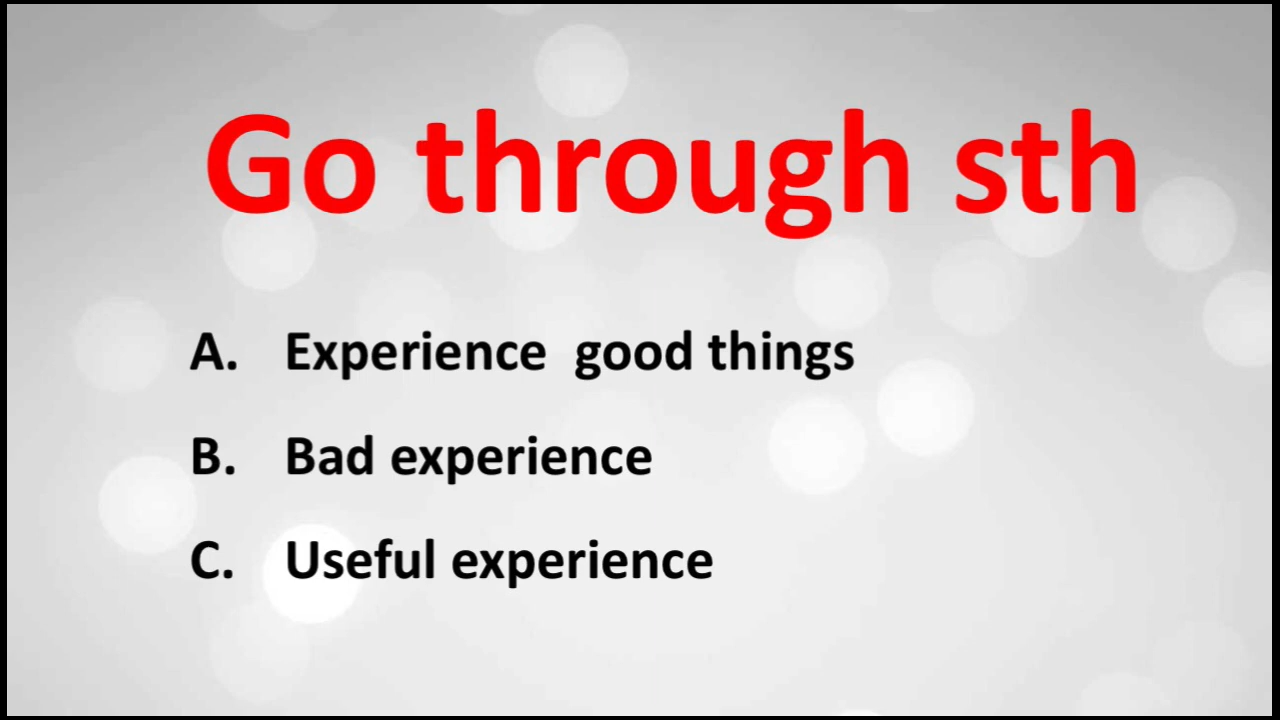 Go through sth
A. Experience good things
B. Bad experience
C. Useful experience